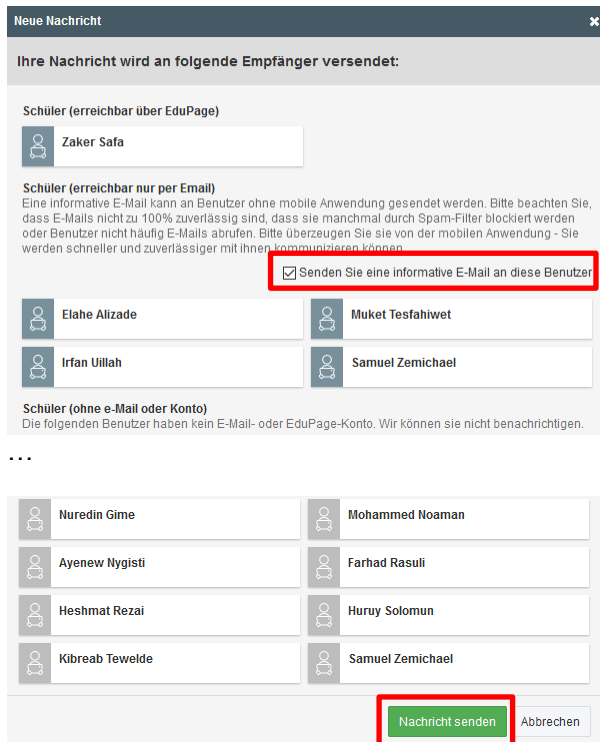 Neue Nachricht
Ihre Nachricht wird an folgende Empfänger versendet:
Schüler (erreichbar über EduPage)
Zaker Safa
Schüler (erreichbar nur per Email)
Eine informative E-Mail kann an Benutzer ohne mobile Anwendung gesendet werden. Bitte beachten Sie,
dass E-Mails nicht zu 100% zuverlässig sind, dass sie manchmal durch Spam-Filter blockiert werden
oder Benutzer nicht häufig E-Mails abrufen. Bitte überzeugen Sie sie von der mobilen Anwendung - Sie
werden schneller und zuverlässiger mit ihnen kommunizieren können.
Senden Sie eine informative E-Mail an diese Benutzer
Elahe Alizade
Muket Tesfahiwet
Irfan Uillah
Samuel Zemichael
Schüler (ohne e-Mail oder Konto)
Die folgenden Benutzer haben kein E-Mail- oder EduPage-Konto. Wir können sie nicht benachrichtigen.
...
Nuredin Gime
Mohammed Noaman
Ayenew Nygisti
Farhad Rasuli
Heshmat Rezai
Huruy Solomun
Kibreab Tewelde
Samuel Zemichael
Nachricht senden
Abbrechen